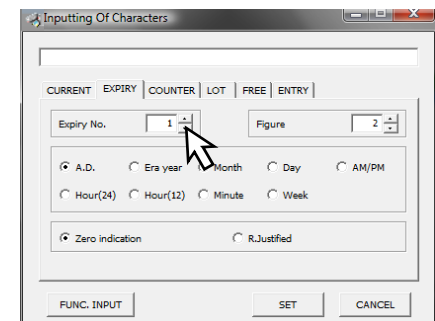 Inputting Of Characters
CURRENT EXPIRY COUNTER LOT FREE ENTRY
Expiry No. 1 Figure 2
A.D. Era year Month Day AM/PM
Hour(24) Hour(12) Minute Week
Zero indication R.Justified
FUNC. INPUT SET CANCEL